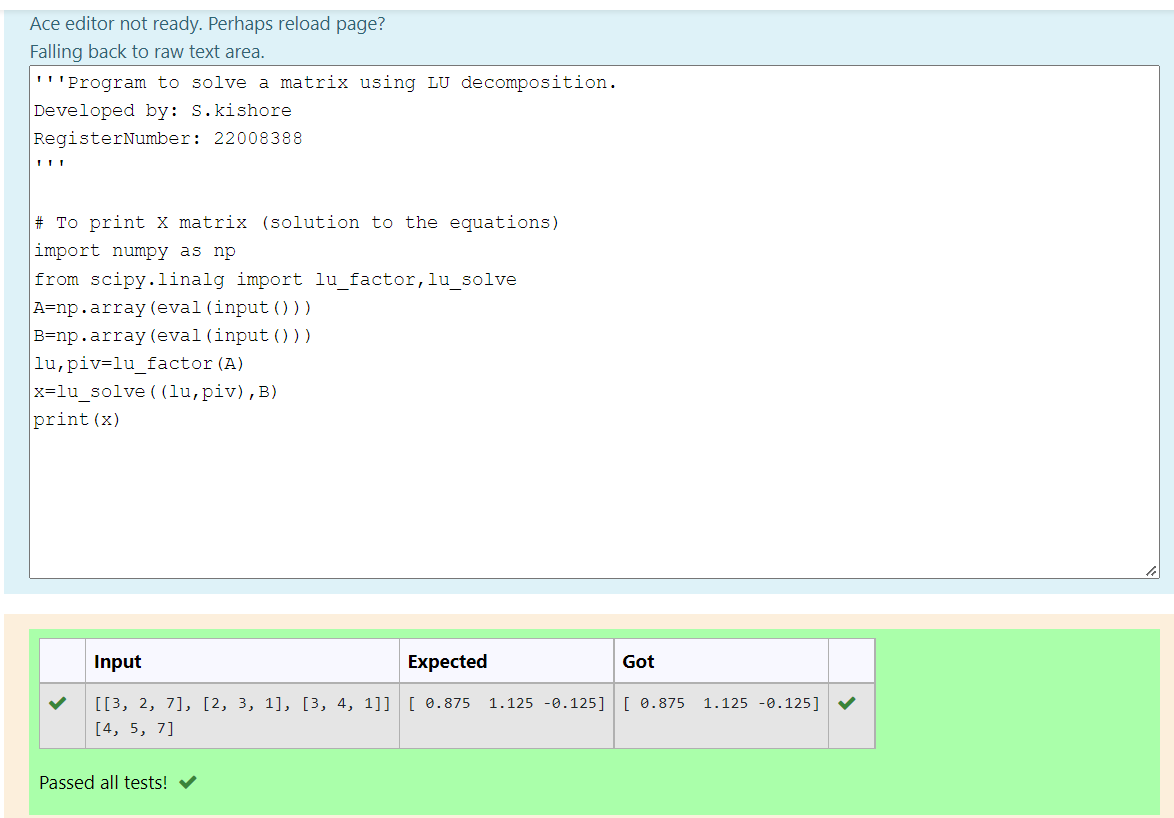 Ace editor not ready. Perhaps reload page?
Falling back to raw text area.
'''Program to solve a matrix using LU decomposition.
Developed by: S.kishore
RegisterNumber: 22008388
'''
# To print X matrix (solution to the equations)
import numpy as np
from scipy.linalg import lu_factor,lu_solve
A=np.array(eval(input()))
B=np.array(eval(input()))
lu,piv=lu_factor(A)
x=lu_solve((lu,piv),B)
print(x)
Input Expected Got
[[3, 2, 7], [2, 3, 1], [3, 4, 1]] [ 0.875  1.125 -0.125] [ 0.875  1.125 -0.125]
[4, 5, 7]
Passed all tests!